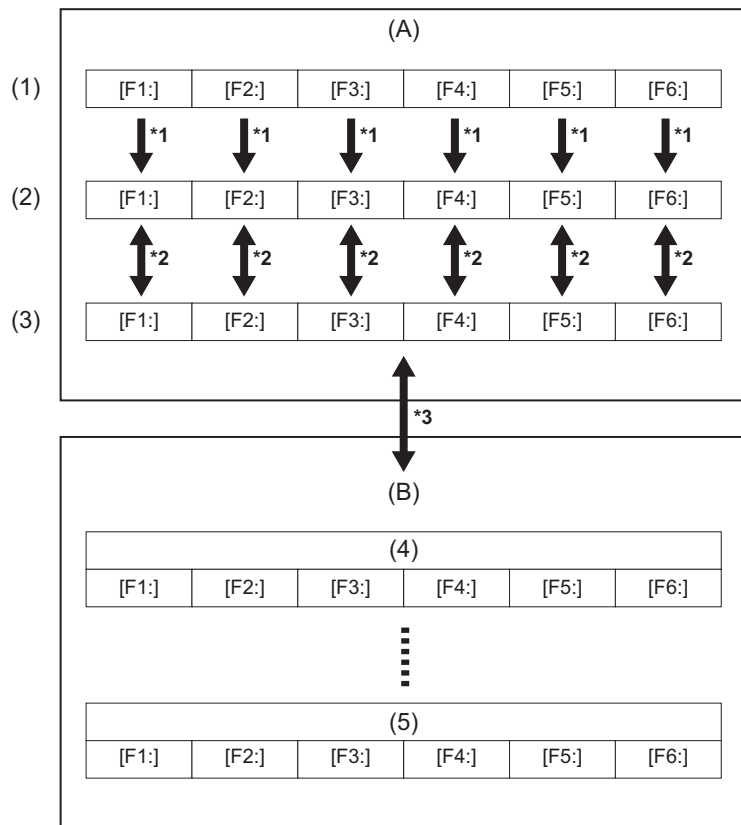 (A)
(1) [F1:] [F2:] [F3:] [F4:] [F5:] [F6:]
*1 *1 *1 *1 *1 *1
(2) [F1:] [F2:] [F3:] [F4:] [F5:] [F6:]
*2 *2 *2 *2 *2 *2
(3) [F1:] [F2:] [F3:] [F4:] [F5:] [F6:]
*3
(B)
(4)
[F1:] [F2:] [F3:] [F4:] [F5:] [F6:]
(5)
[F1:] [F2:] [F3:] [F4:] [F5:] [F6:]